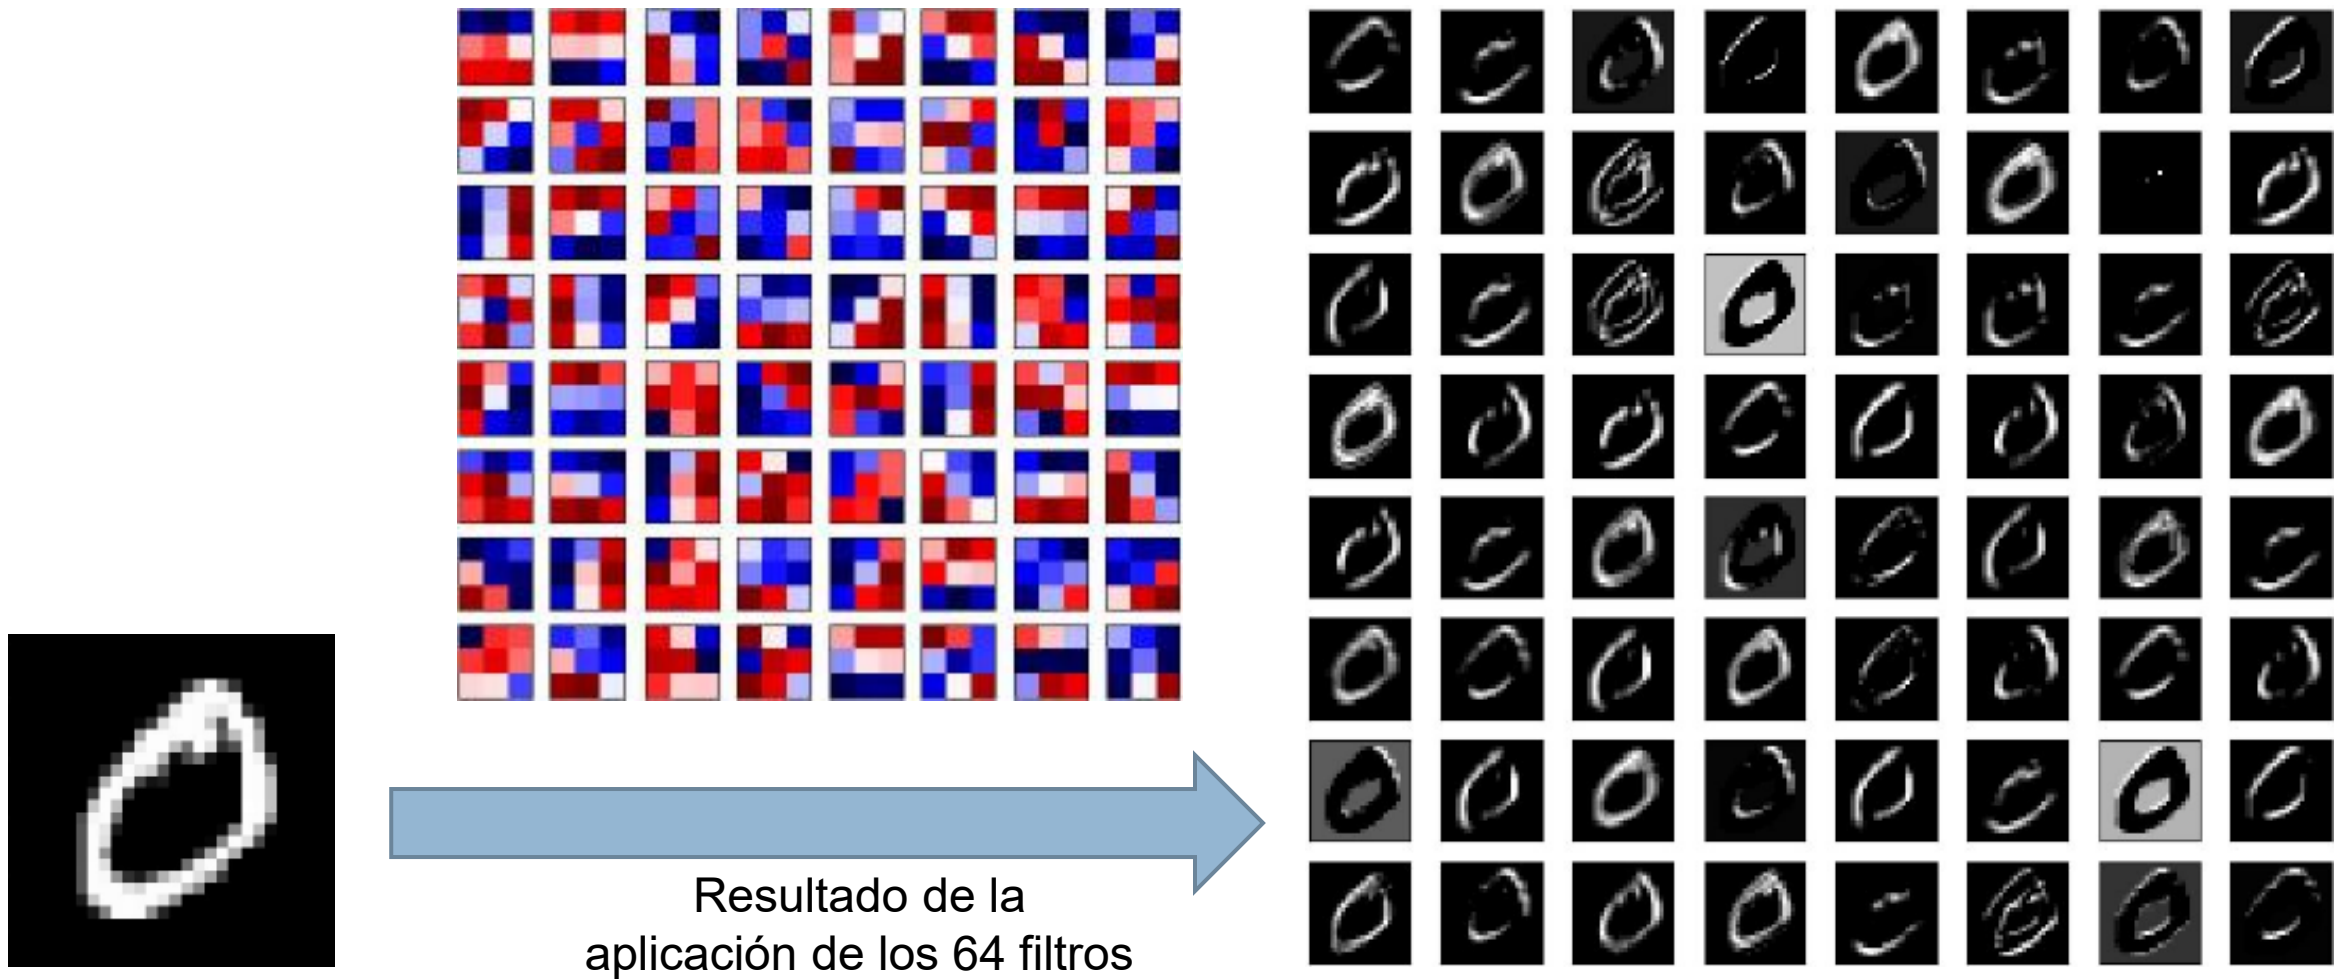 Resultado de la
aplicación de los 64 filtros